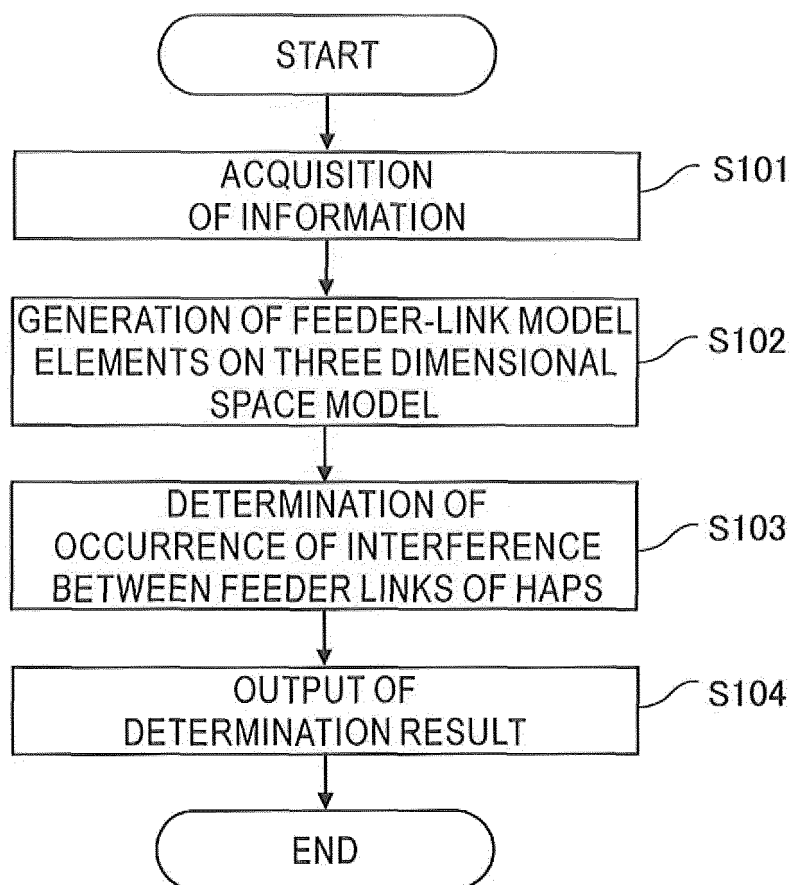 START
ACQUISITION
OF INFORMATION
S101
GENERATION OF FEEDER-LINK MODEL
ELEMENTS ON THREE DIMENSIONAL
SPACE MODEL
S102
DETERMINATION OF
OCCURRENCE OF INTERFERENCE
BETWEEN FEEDER LINKS OF HAPS
S103
OUTPUT OF
DETERMINATION RESULT
S104
END